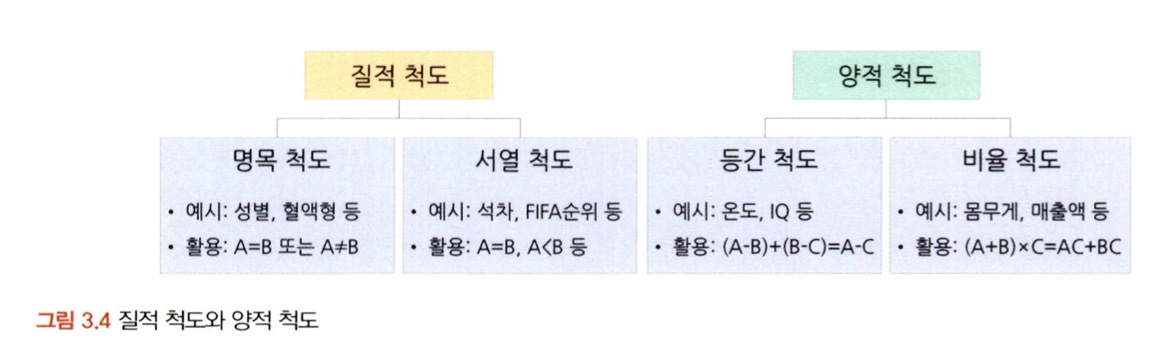 질적 척도
양적 척도
명목 척도
• 예시: 성별, 혈액형 등
• 활용: A=B 또는 A≠B
서열 척도
• 예시: 석차, FIFA순위 등
• 활용: A=B, A<B 등
등간 척도
• 예시: 온도, IQ 등
• 활용: (A-B)+(B-C)=A-C
비율 척도
• 예시: 몸무게, 매출액 등
• 활용: (A+B)×C=AC+BC
그림 3.4 질적 척도와 양적 척도